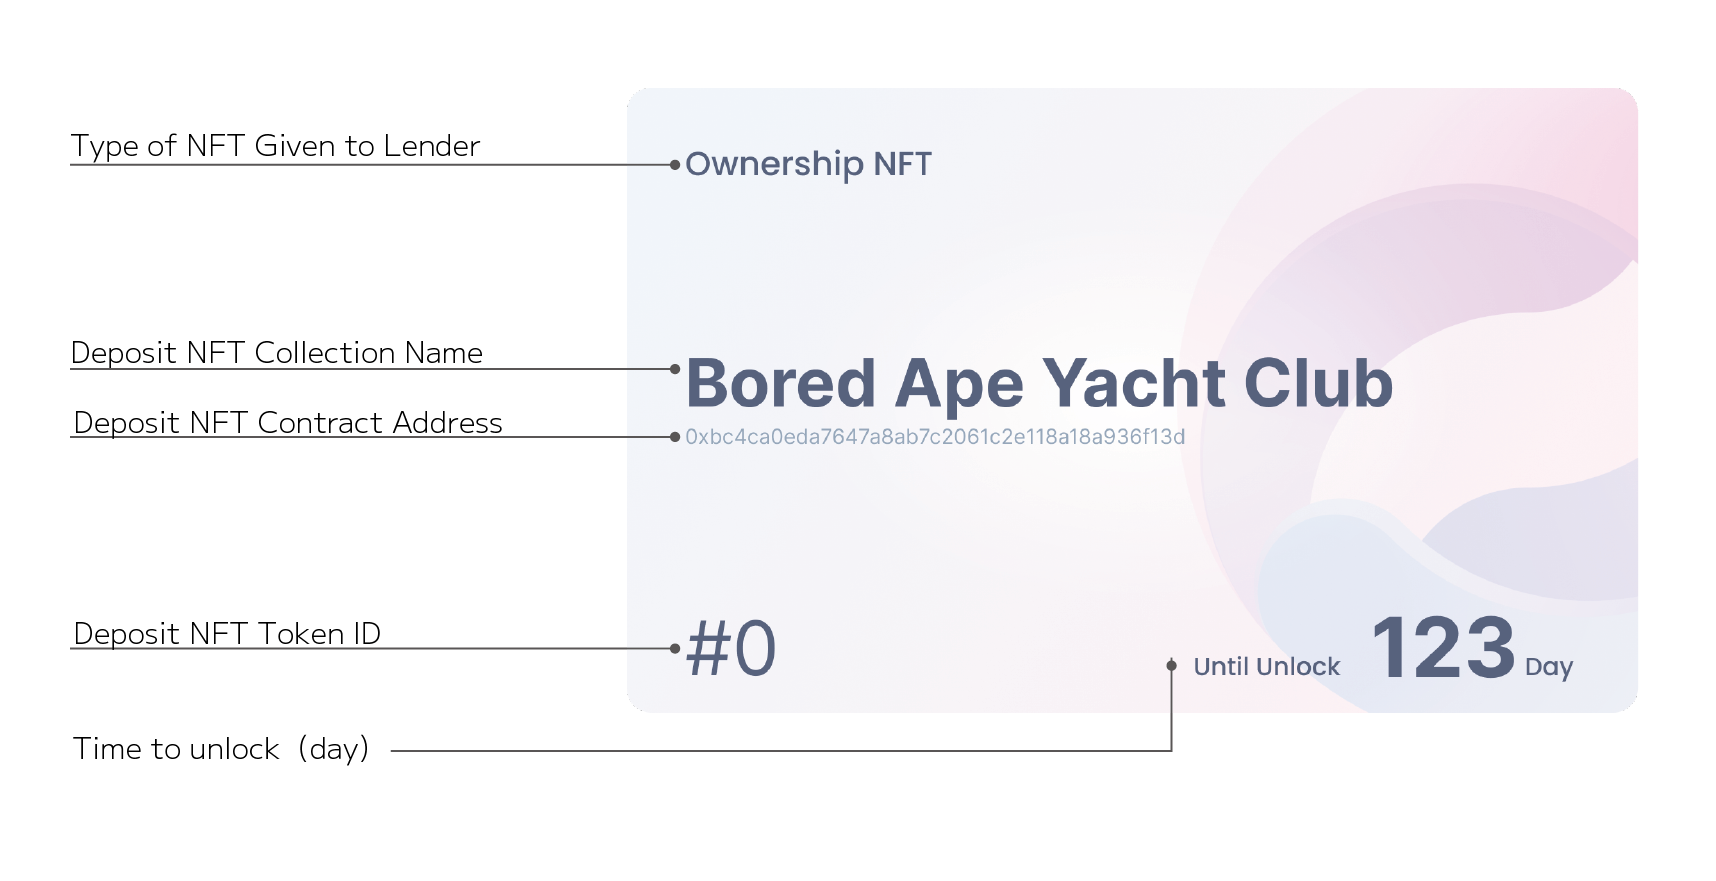 Type of NFT Given to Lender
Ownership NFT
Deposit NFT Collection Name
Bored Ape Yacht Club
Deposit NFT Contract Address
0xbc4ca0eda7647a8ab7c2061c2e118a18a936f13d
Deposit NFT Token ID
#0
Until Unlock 123 Day
Time to unlock (day)